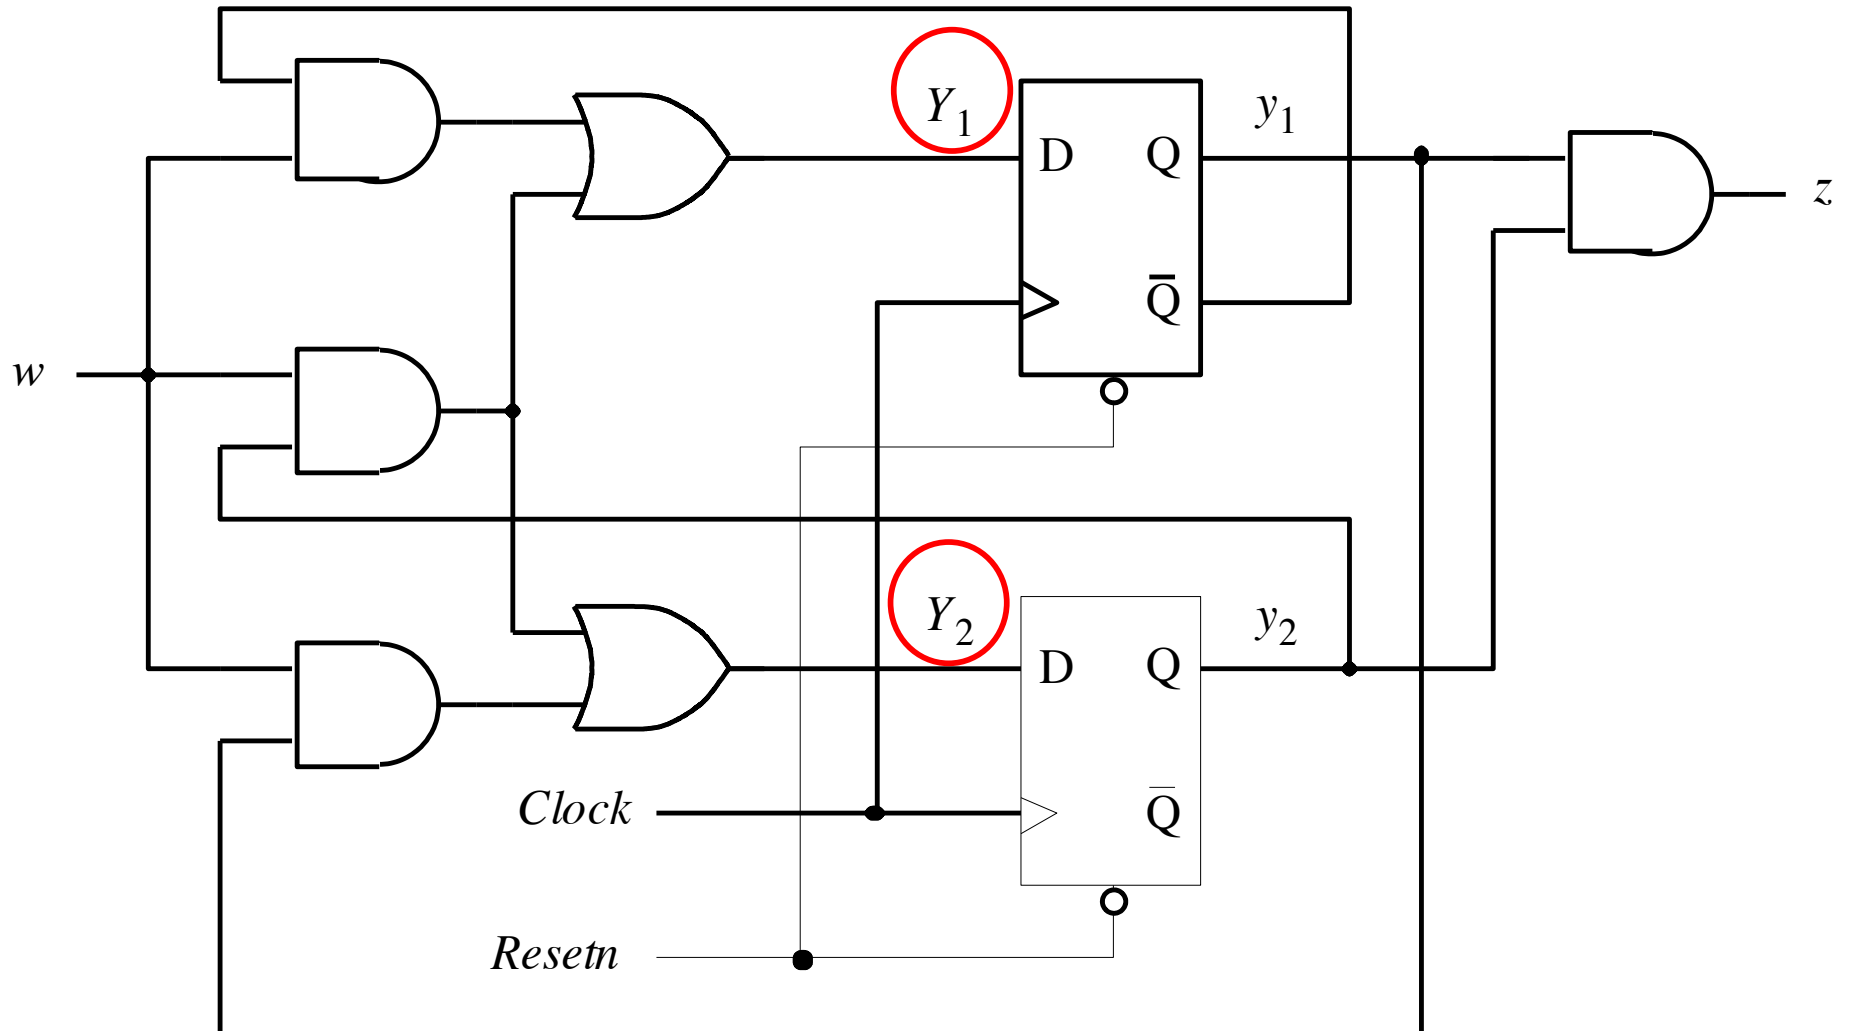 Y₁
y₁
D Q
z
Q̅
w
Y₂
y₂
D Q
Clock
Q̅
Resetn